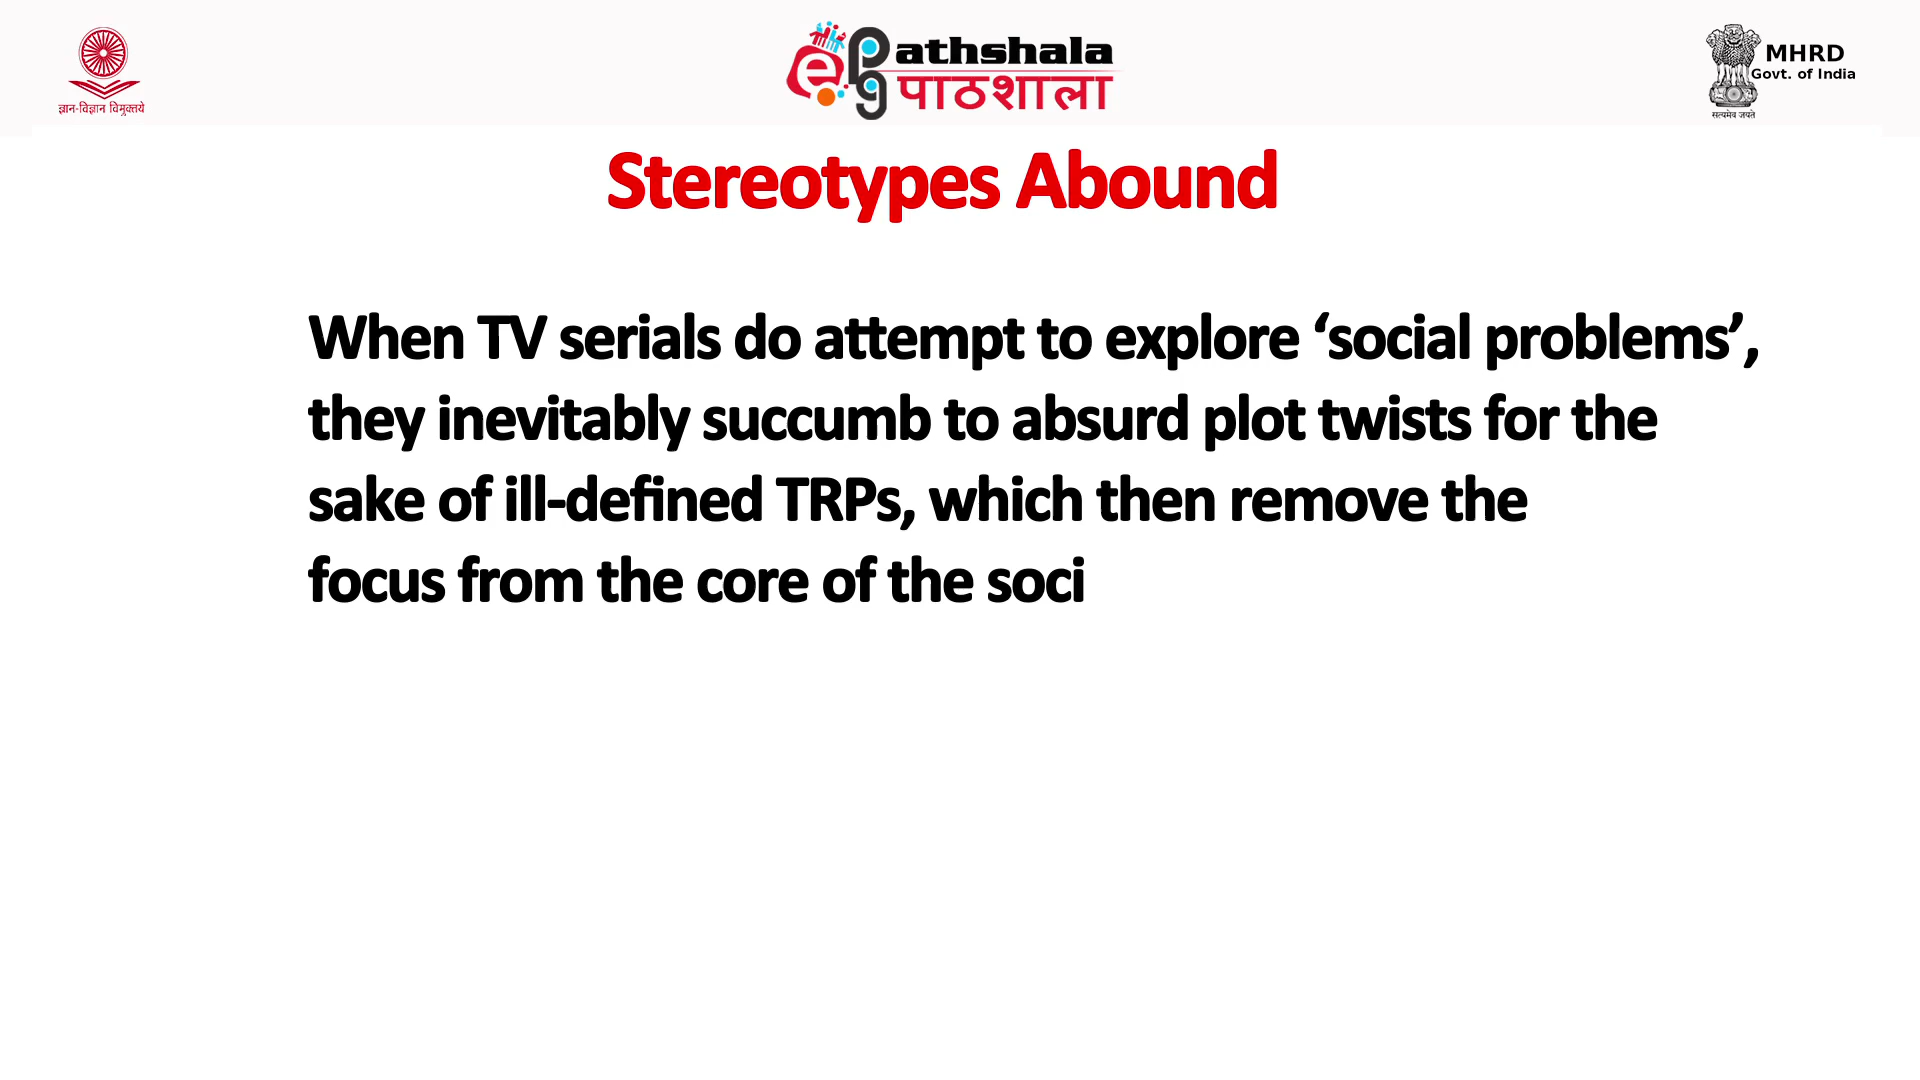 ज्ञान-विज्ञान विमुक्तये
e Pathshala
pg पाठशाला
MHRD
Govt. of India
सत्यमेव जयते
Stereotypes Abound
When TV serials do attempt to explore ‘social problems’,
they inevitably succumb to absurd plot twists for the
sake of ill-defined TRPs, which then remove the
focus from the core of the soci